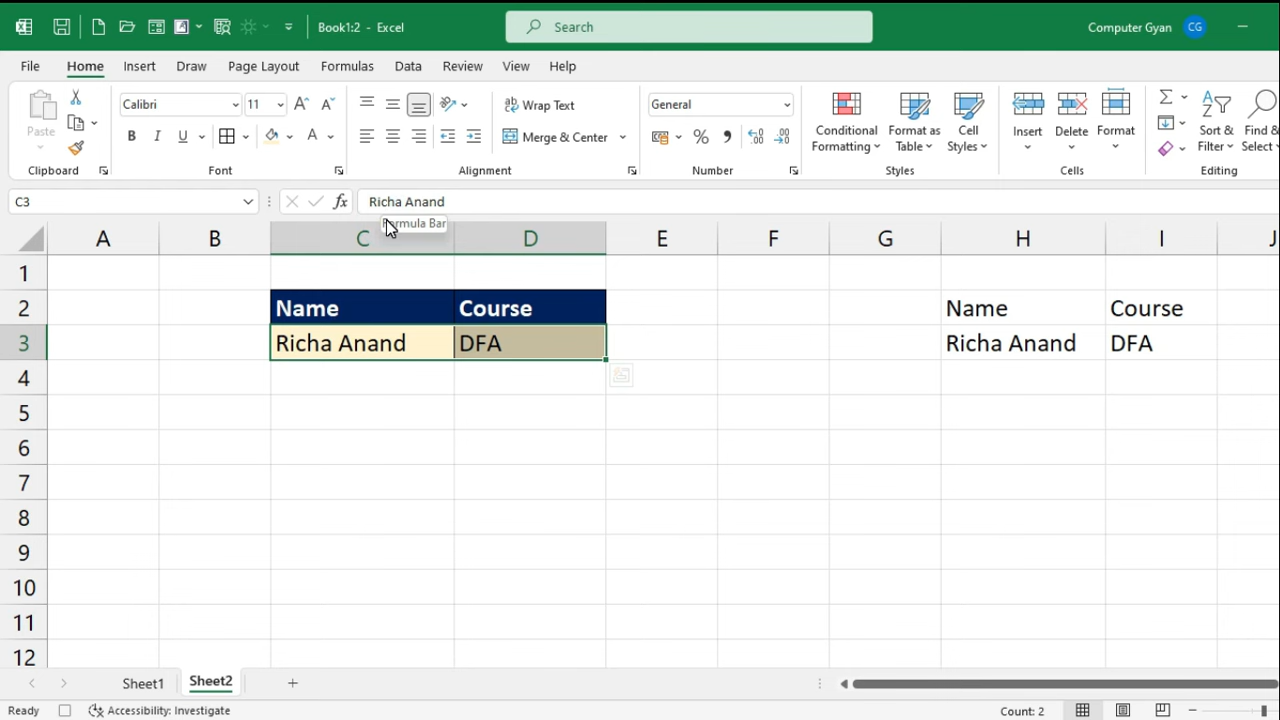 Book1:2 - Excel
Search
Computer Gyan CG
File Home Insert Draw Page Layout Formulas Data Review View Help
Paste
Calibri 11
Wrap Text
Merge & Center
General
Conditional Formatting
Format as Table
Cell Styles
Insert Delete Format
Sort & Filter
Find & Select
Clipboard Font Alignment Number Styles Cells Editing
C3 fx Richa Anand
Formula Bar
A B C D E F G H I J
1
2 Name Course Name Course
3 Richa Anand DFA Richa Anand DFA
4
5
6
7
8
9
10
11
12
Sheet1 Sheet2
Ready Accessibility: Investigate Count: 2